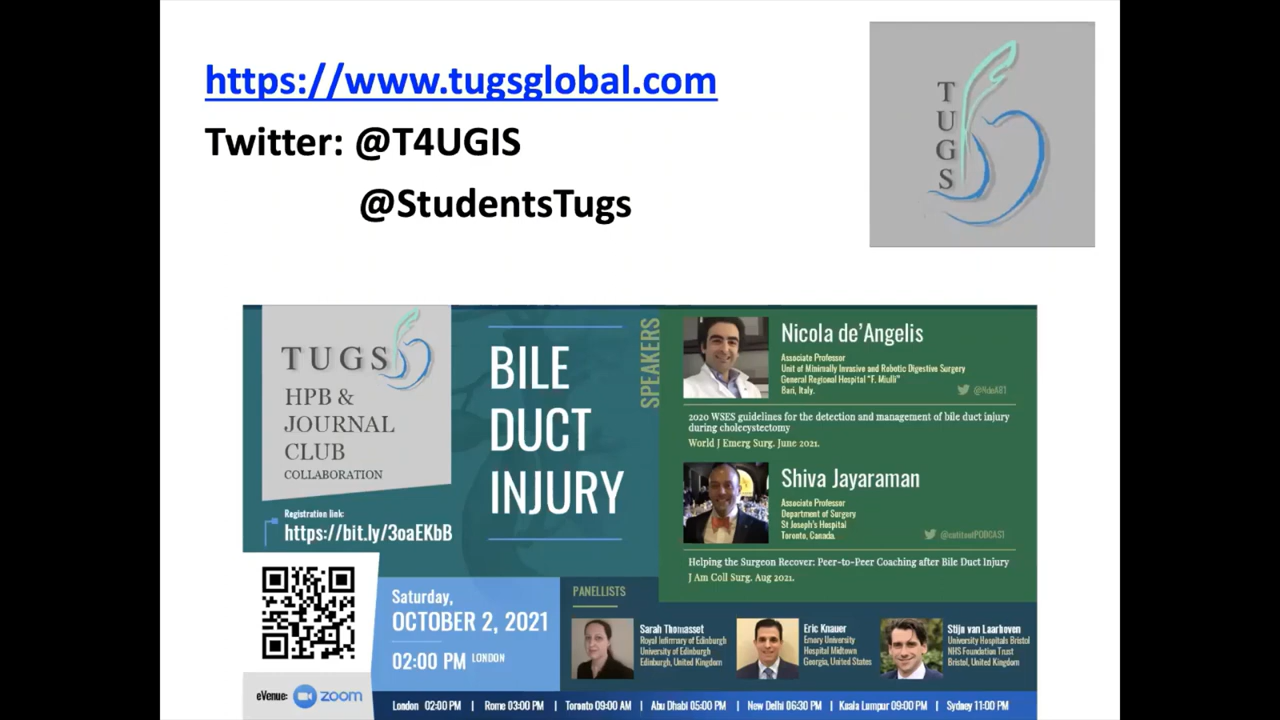 https://www.tugsglobal.com
Twitter: @T4UGIS
@StudentsTugs
TUGS
TUGS
HPB &
JOURNAL
CLUB
COLLABORATION
Registration link:
https://bit.ly/3oaEKbB
BILE
DUCT
INJURY
SPEAKERS
Nicola de’Angelis
Associate Professor
Unit of Minimally Invasive and Robotic Digestive Surgery
General Regional Hospital “F. Miulli”
Bari, Italy.
2020 WSES guidelines for the detection and management of bile duct injury
during cholecystectomy
World J Emerg Surg. June 2021.
Shiva Jayaraman
Associate Professor
Department of Surgery
St Joseph’s Hospital
Toronto, Canada.
@cutitoutPODCAST
Helping the Surgeon Recover: Peer-to-Peer Coaching after Bile Duct Injury
J Am Coll Surg. Aug 2021.
Saturday,
OCTOBER 2, 2021
02:00 PM LONDON
PANELLISTS
Sarah Thomasset
Royal Infirmary of Edinburgh
University of Edinburgh
Edinburgh, United Kingdom
Eric Knauer
Emory University
Hospital Midtown
Georgia, United States
Stijn van Laarhoven
University Hospitals Bristol
NHS Foundation Trust
Bristol, United Kingdom
eVenue: zoom
London 02:00 PM | Rome 03:00 PM | Toronto 09:00 AM | Abu Dhabi 05:00 PM | New Delhi 06:30 PM | Kuala Lumpur 09:00 PM | Sydney 11:00 PM